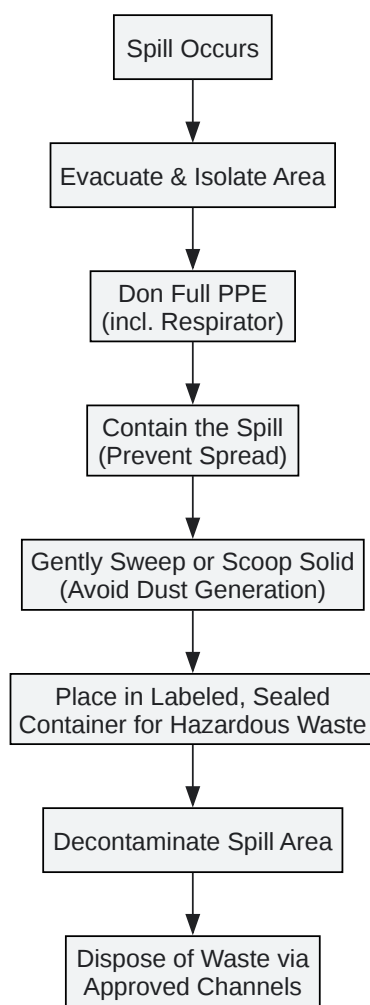 Spill Occurs
Evacuate & Isolate Area
Don Full PPE
(incl. Respirator)
Contain the Spill
(Prevent Spread)
Gently Sweep or Scoop Solid
(Avoid Dust Generation)
Place in Labeled, Sealed
Container for Hazardous Waste
Decontaminate Spill Area
Dispose of Waste via
Approved Channels